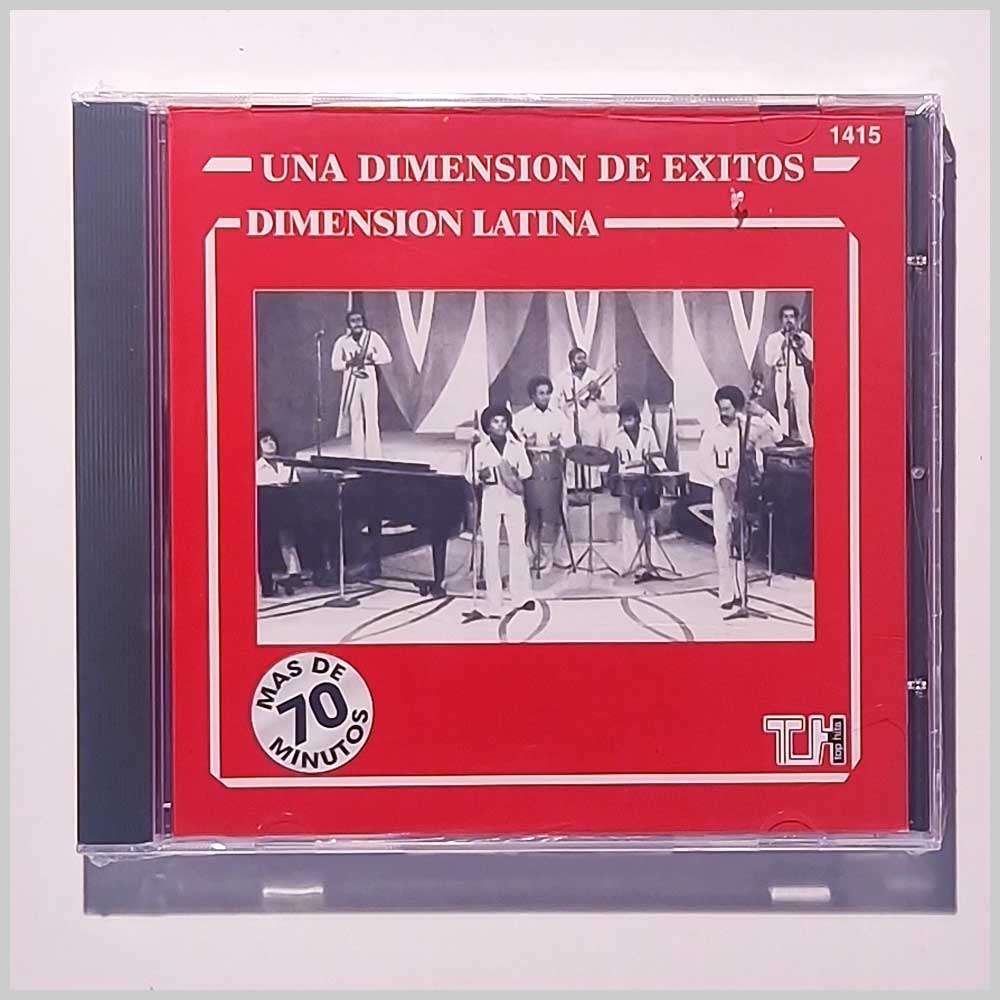 1415
UNA DIMENSION DE EXITOS
DIMENSION LATINA
MAS DE
70
MINUTOS
TH
top hits